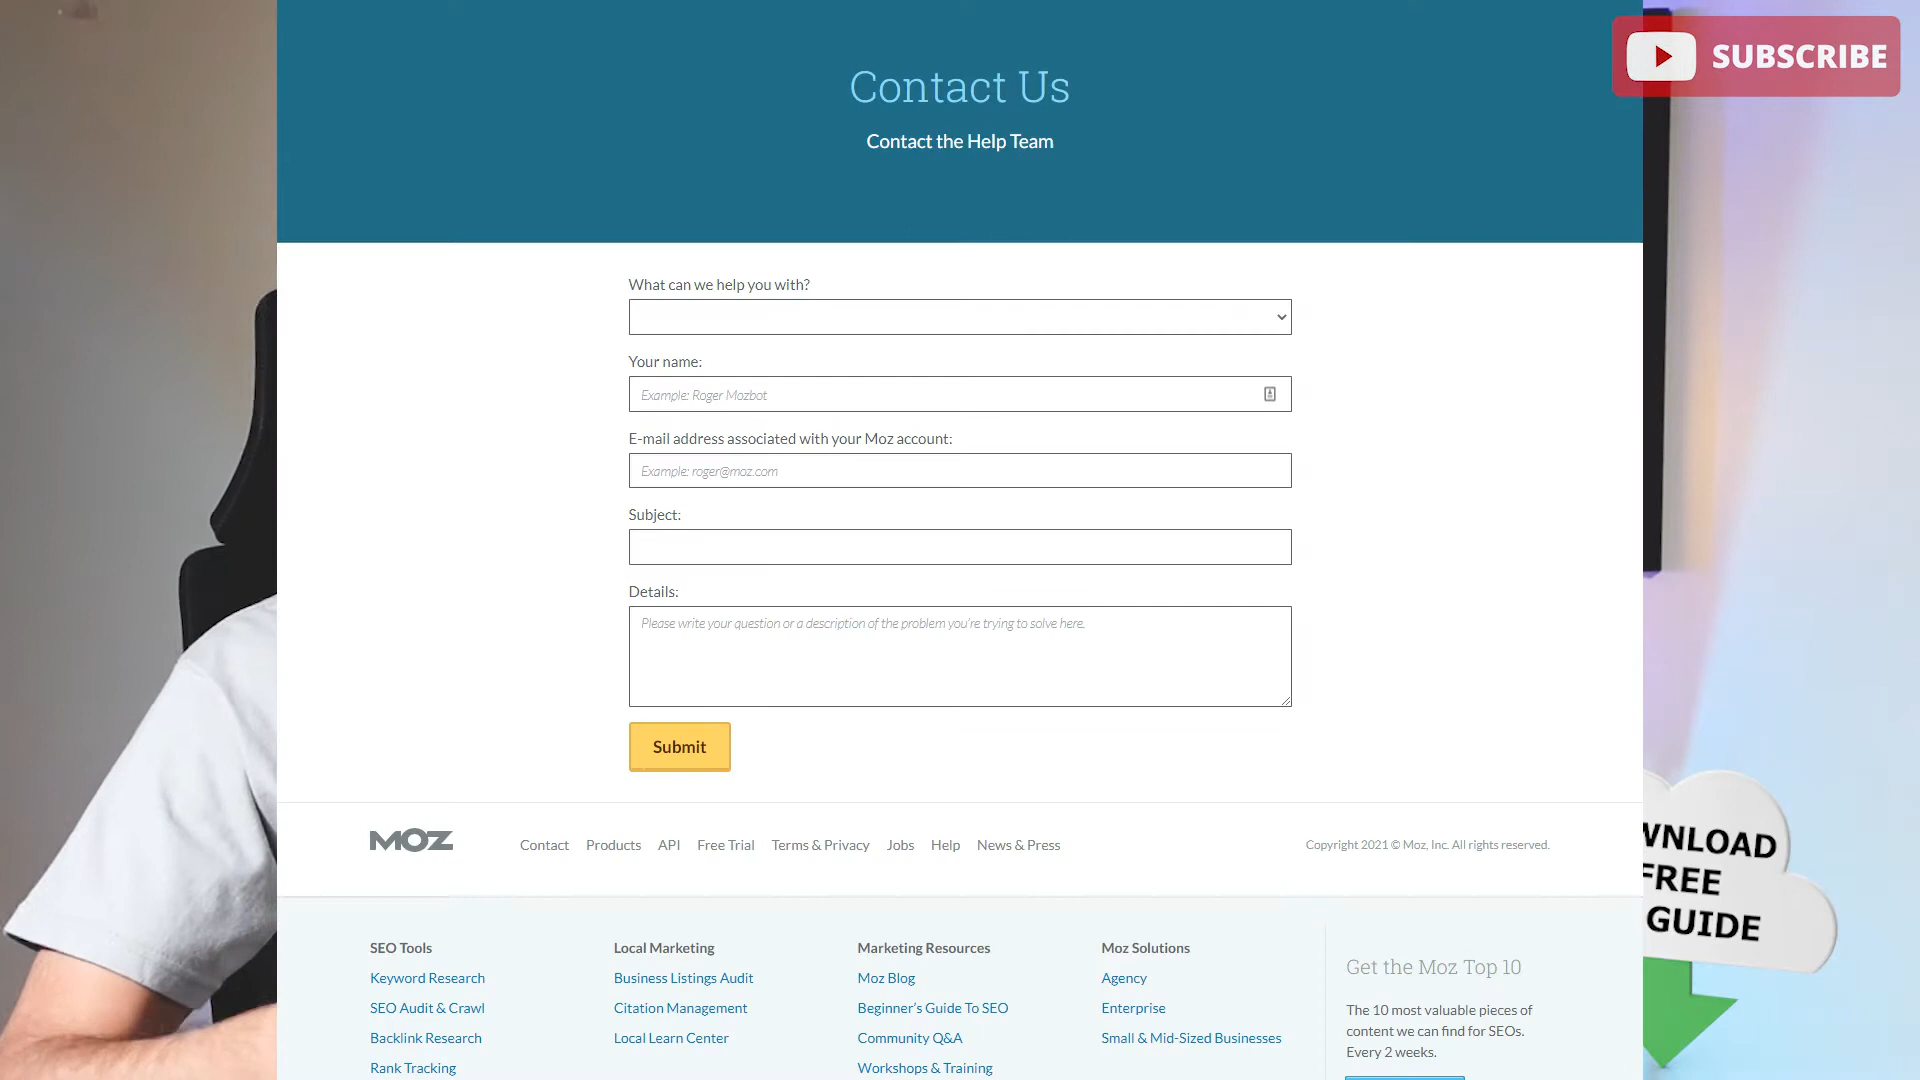 SUBSCRIBE
Contact Us
Contact the Help Team
What can we help you with?
Your name:
Example: Roger Mozbot
E-mail address associated with your Moz account:
Example: roger@moz.com
Subject:
Details:
Please write your question or a description of the problem you're trying to solve here.
Submit
MOZ
Contact Products API Free Trial Terms & Privacy Jobs Help News & Press
Copyright 2021 © Moz, Inc. All rights reserved.
SEO Tools
Keyword Research
SEO Audit & Crawl
Backlink Research
Rank Tracking
Local Marketing
Business Listings Audit
Citation Management
Local Learn Center
Marketing Resources
Moz Blog
Beginner's Guide To SEO
Community Q&A
Workshops & Training
Moz Solutions
Agency
Enterprise
Small & Mid-Sized Businesses
Get the Moz Top 10
The 10 most valuable pieces of
content we can find for SEOs.
Every 2 weeks.
WNLOAD
FREE
GUIDE